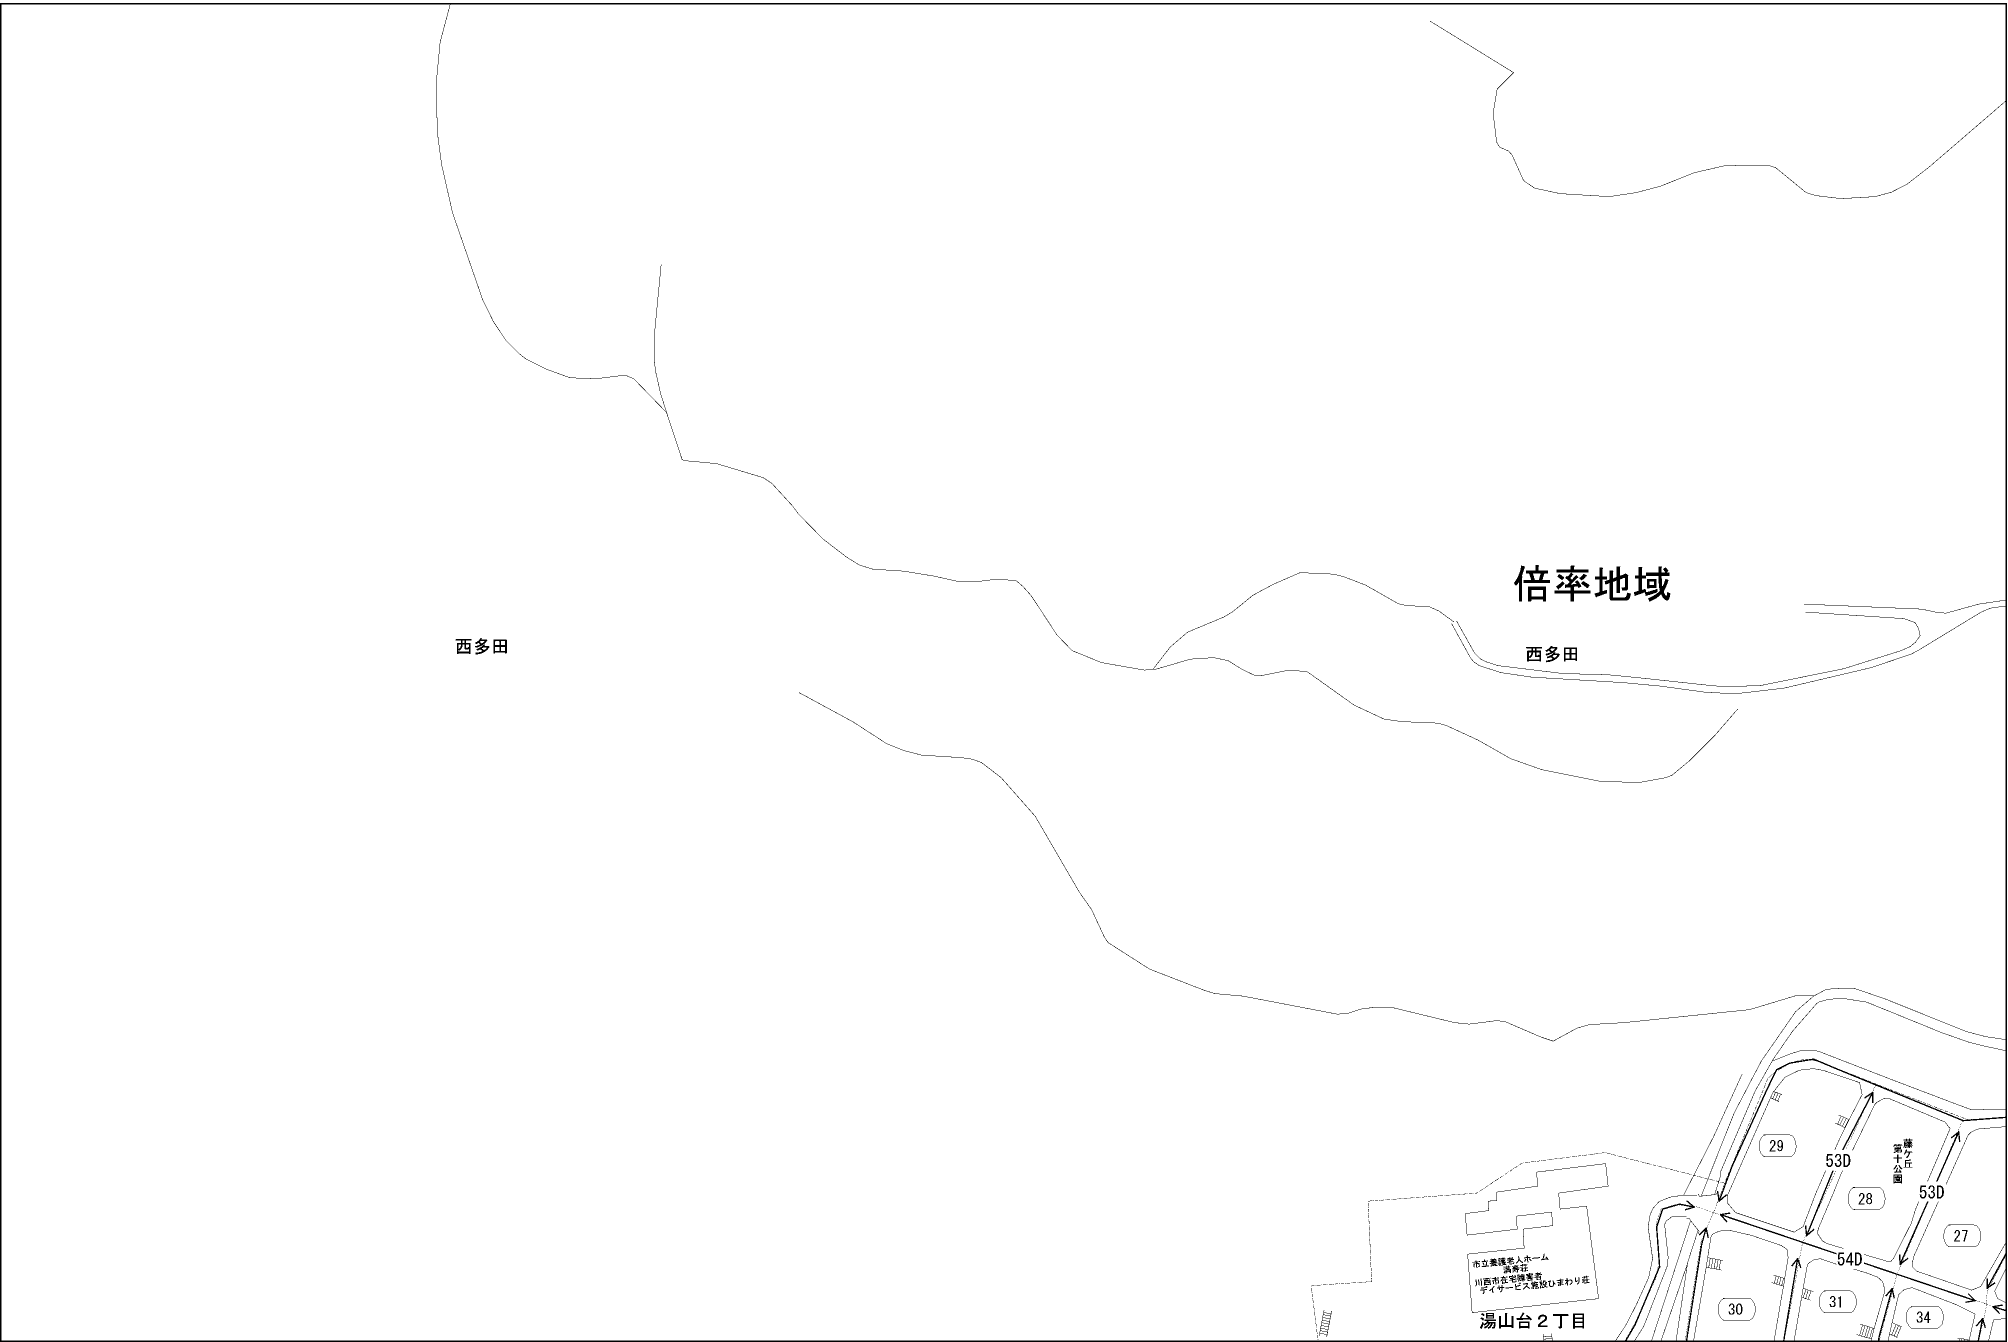 倍率地域
西多田
西多田
29
53D
藤ケ丘
第十公園
28
53D
27
54D
市立養護老人ホーム
満寿荘
川西市在宅障害者
デイサービス施設ひまわり荘
湯山台２丁目
30
31
34